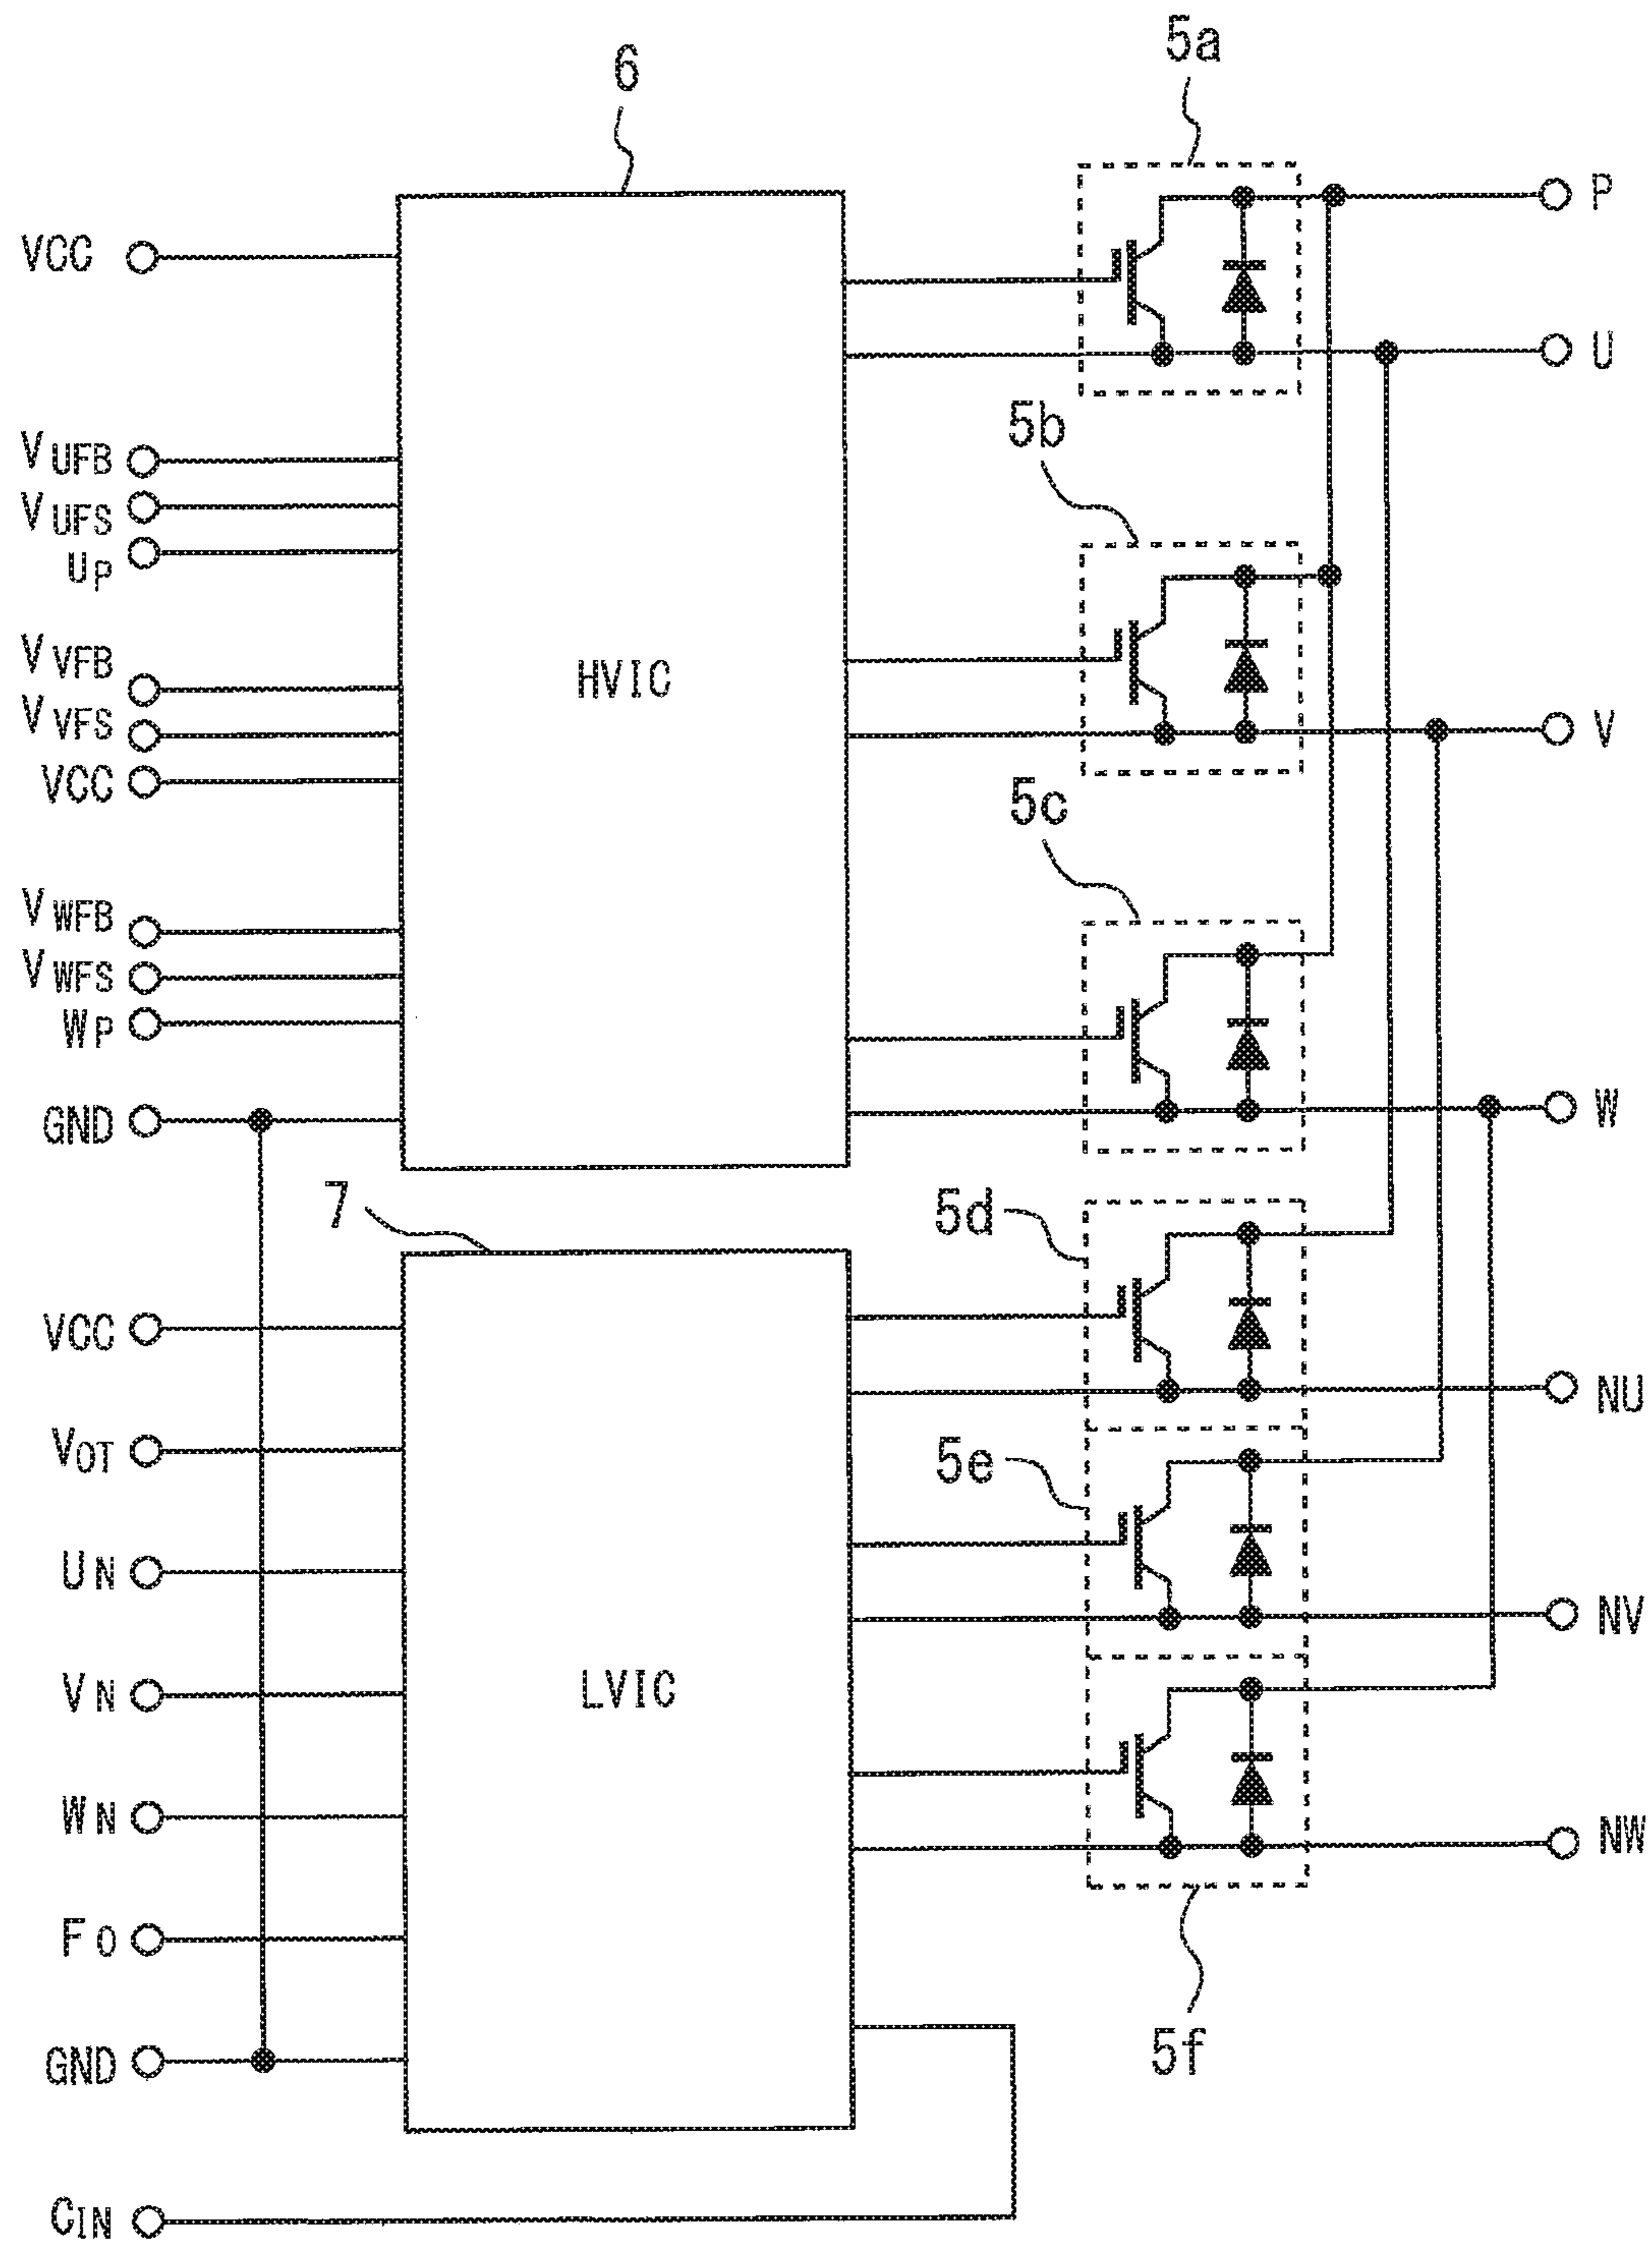 5a
6
P
VCC
U
5b
VUFB
VUFS
UP
VVFB
HVIC
VVFS
V
VCC
5c
VWFB
VWFS
WP
W
GND
7
5d
VCC
NU
VOT
5e
UN
NV
VN
LVIC
WN
NW
FO
5f
GND
CIN